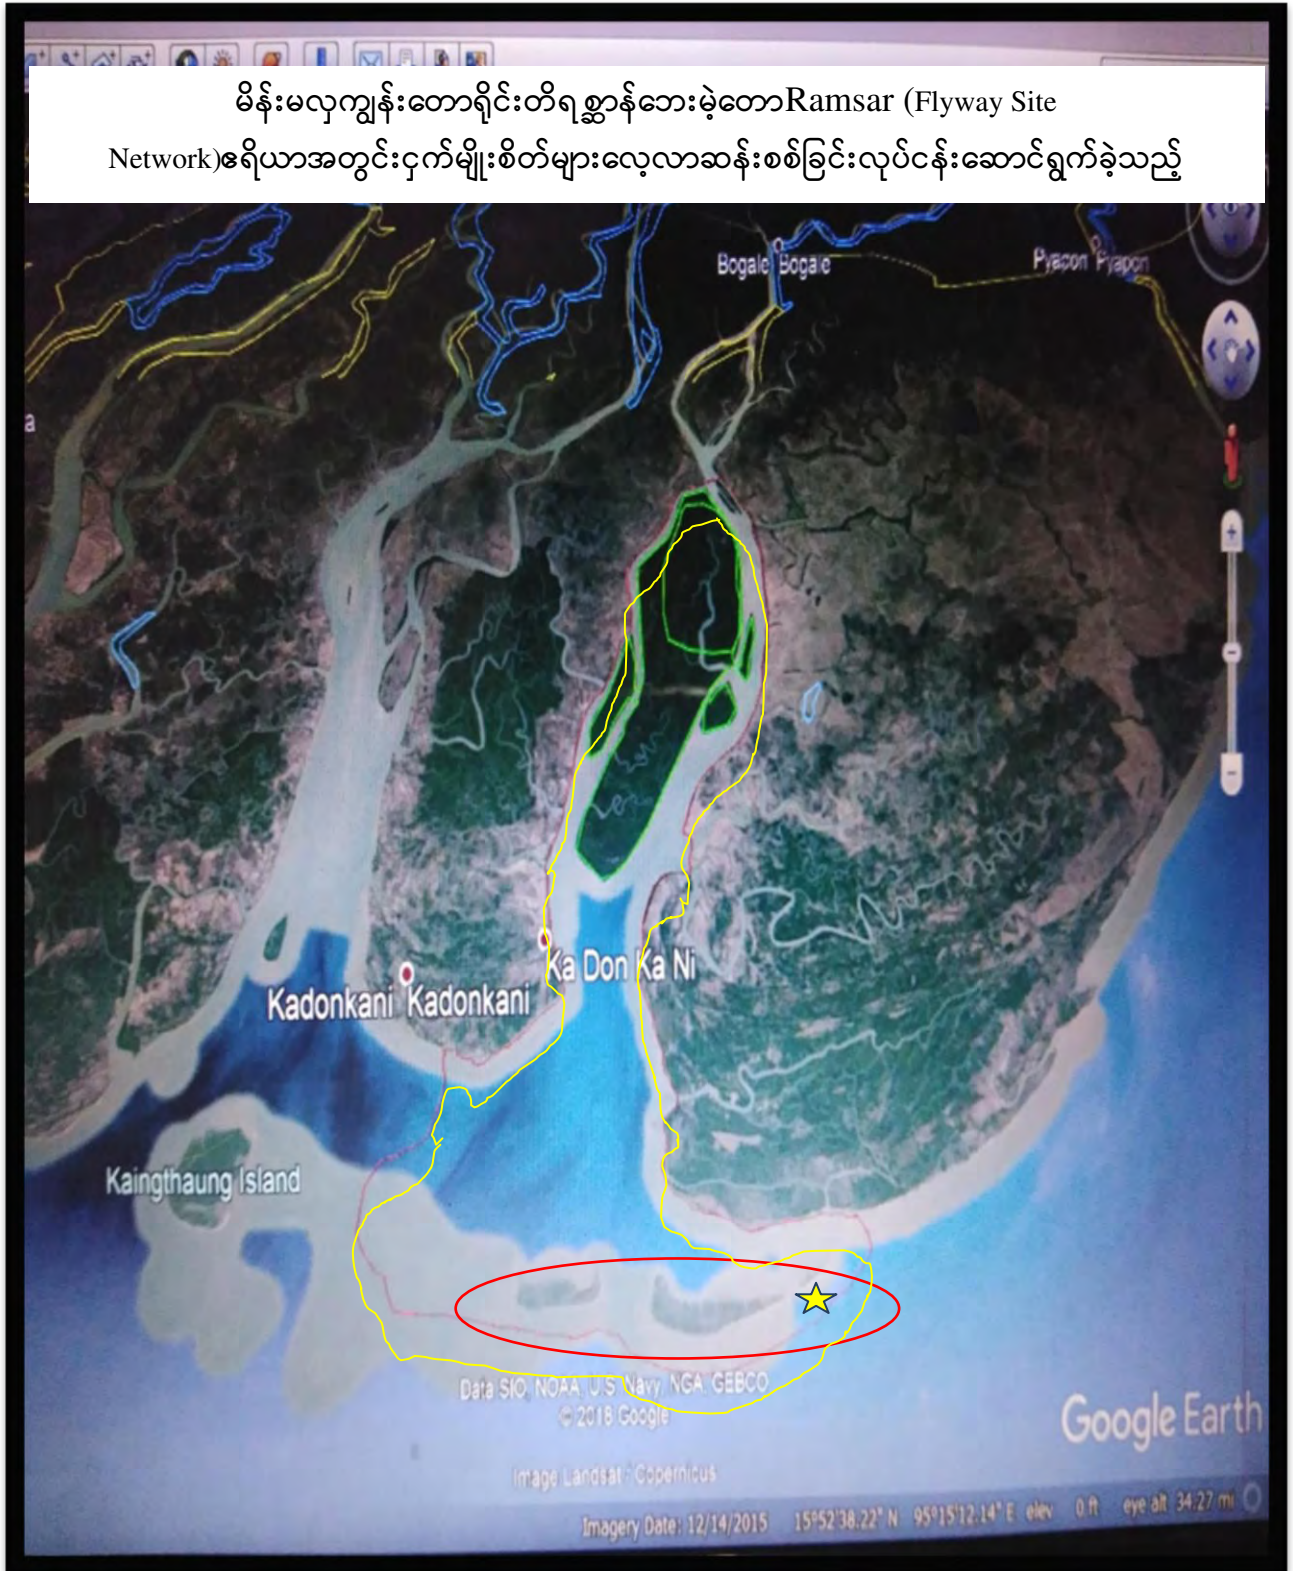 မိန်းမလှကျွန်းတောရိုင်းတိရစ္ဆာန်ဘေးမဲ့တောRamsar (Flyway Site
Network)ဧရိယာအတွင်းငှက်မျိုးစိတ်များလေ့လာဆန်းစစ်ခြင်းလုပ်ငန်းဆောင်ရွက်ခဲ့သည့်
Bogale Bogale
Pyapon Pyapon
a
Ka Don Ka Ni
Kadonkani Kadonkani
Kaingthaung Island
Data SIO, NOAA, U.S. Navy, NGA, GEBCO
© 2018 Google
Google Earth
Image Landsat / Copernicus
Imagery Date: 12/14/2015 15°52'38.22" N 95°15'12.14" E elev 0 ft eye alt 34.27 mi